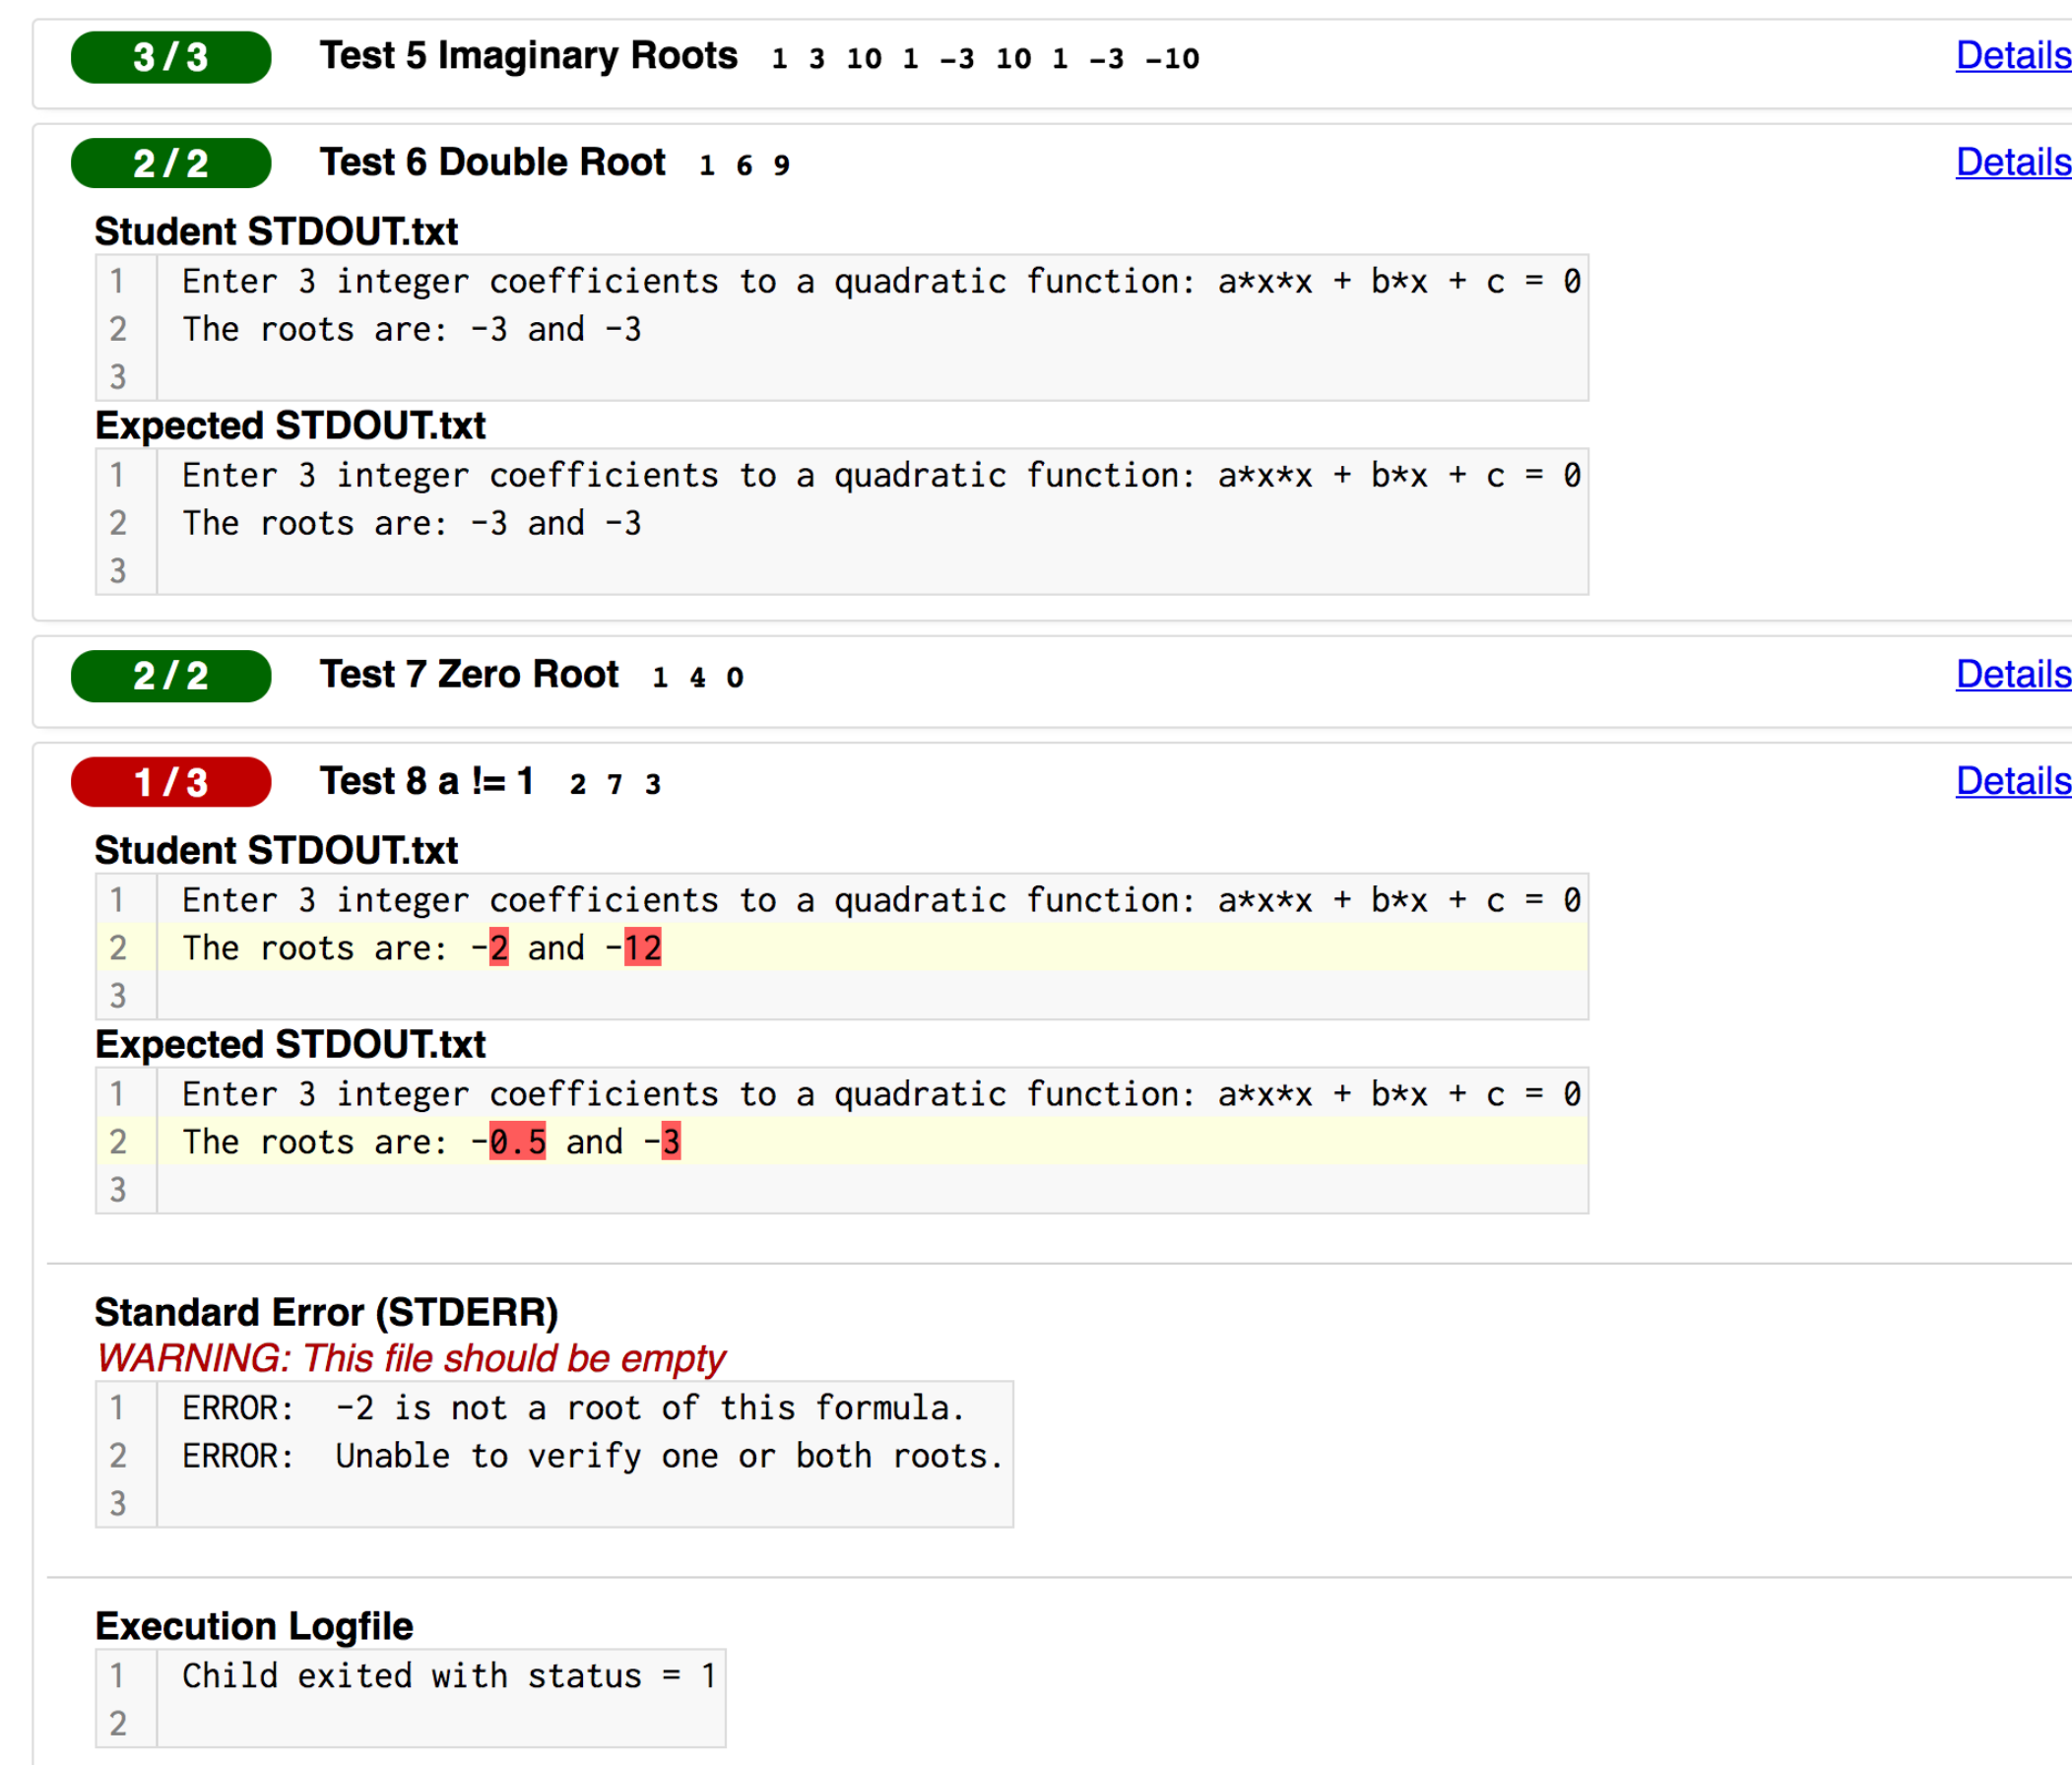 3 / 3 Test 5 Imaginary Roots 1 3 10 1 -3 10 1 -3 -10 Details
2 / 2 Test 6 Double Root 1 6 9 Details
Student STDOUT.txt
1 Enter 3 integer coefficients to a quadratic function: a*x*x + b*x + c = 0
2 The roots are: -3 and -3
3
Expected STDOUT.txt
1 Enter 3 integer coefficients to a quadratic function: a*x*x + b*x + c = 0
2 The roots are: -3 and -3
3
2 / 2 Test 7 Zero Root 1 4 0 Details
1 / 3 Test 8 a != 1 2 7 3 Details
Student STDOUT.txt
1 Enter 3 integer coefficients to a quadratic function: a*x*x + b*x + c = 0
2 The roots are: -2 and -12
3
Expected STDOUT.txt
1 Enter 3 integer coefficients to a quadratic function: a*x*x + b*x + c = 0
2 The roots are: -0.5 and -3
3
Standard Error (STDERR)
WARNING: This file should be empty
1 ERROR:  -2 is not a root of this formula.
2 ERROR:  Unable to verify one or both roots.
3
Execution Logfile
1 Child exited with status = 1
2